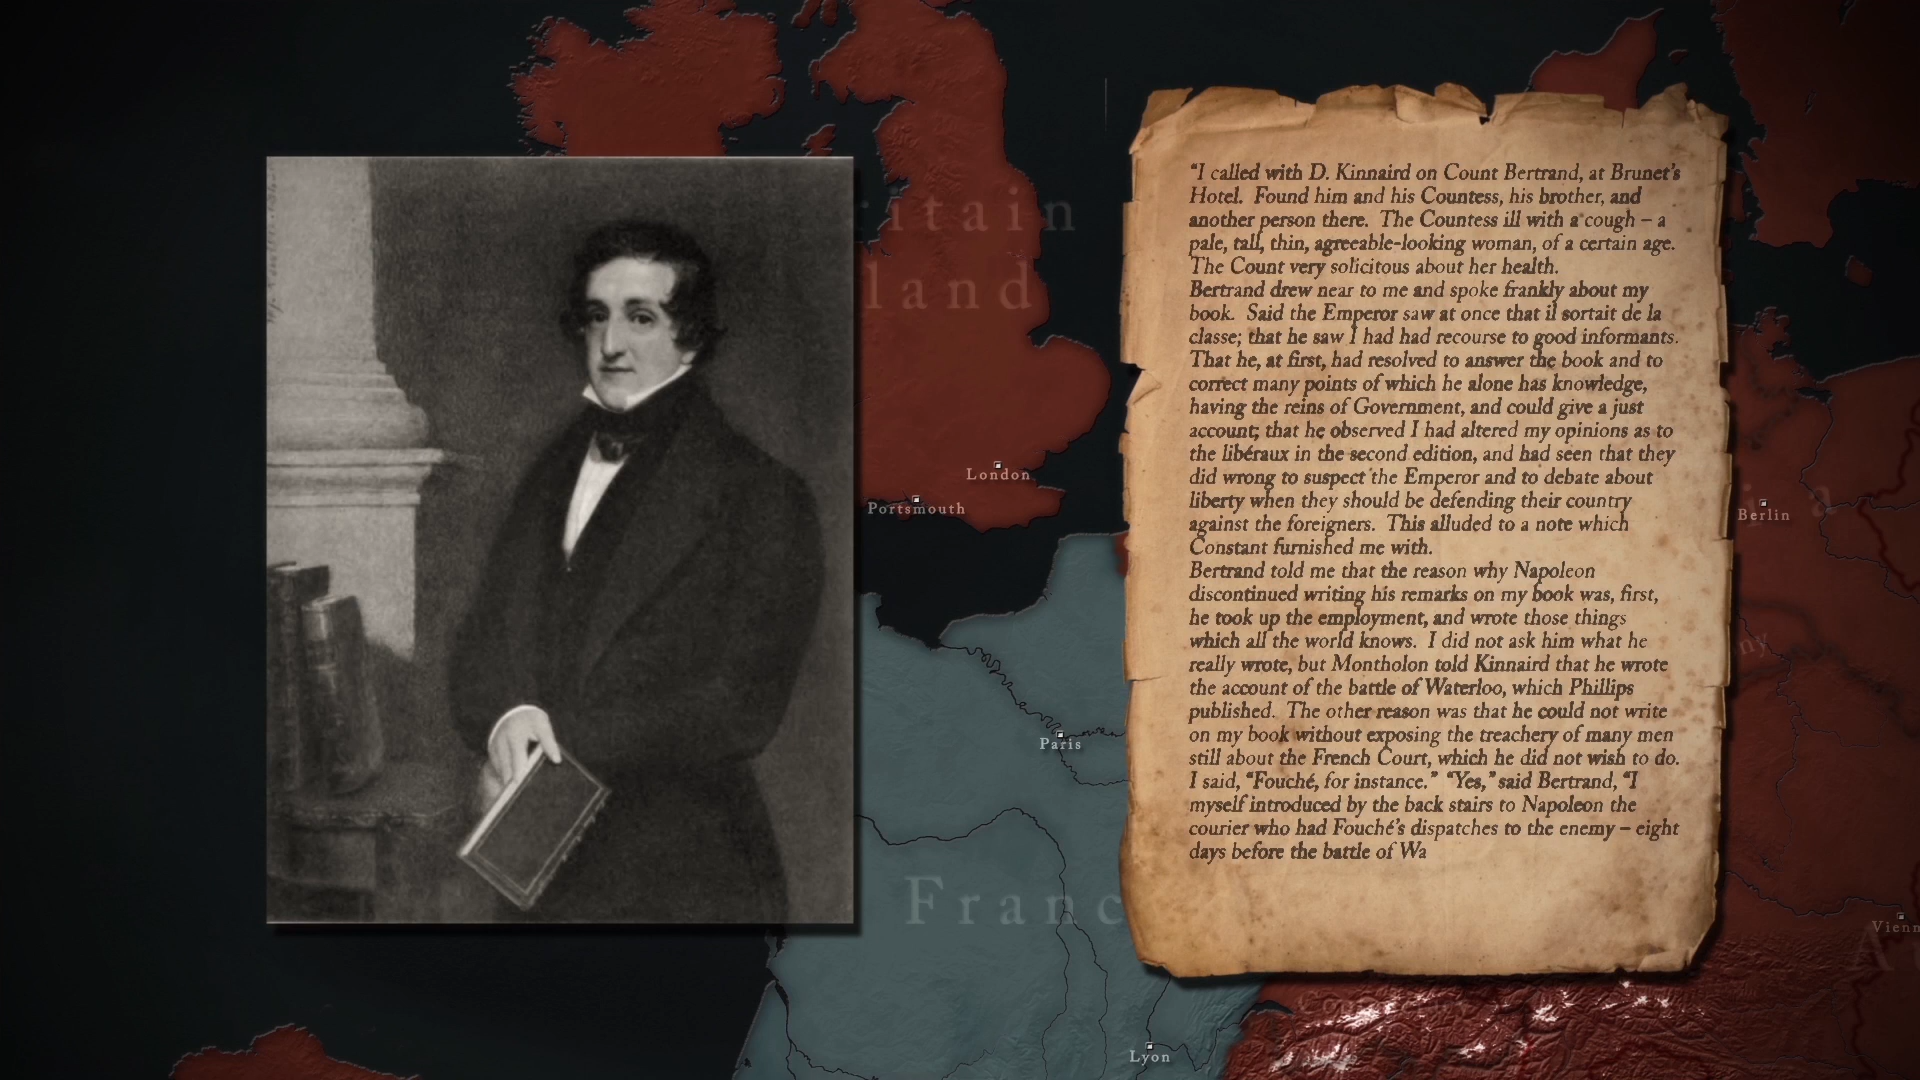 ritain
land
London
Portsmouth
Paris
Franc
Lyon
Berlin
Vienn
"I called with D. Kinnaird on Count Bertrand, at Brunet's
Hotel. Found him and his Countess, his brother, and
another person there. The Countess ill with a cough – a
pale, tall, thin, agreeable-looking woman, of a certain age.
The Count very solicitous about her health.
Bertrand drew near to me and spoke frankly about my
book. Said the Emperor saw at once that il sortait de la
classe; that he saw I had had recourse to good informants.
That he, at first, had resolved to answer the book and to
correct many points of which he alone has knowledge,
having the reins of Government, and could give a just
account; that he observed I had altered my opinions as to
the libéraux in the second edition, and had seen that they
did wrong to suspect the Emperor and to debate about
liberty when they should be defending their country
against the foreigners. This alluded to a note which
Constant furnished me with.
Bertrand told me that the reason why Napoleon
discontinued writing his remarks on my book was, first,
he took up the employment, and wrote those things
which all the world knows. I did not ask him what he
really wrote, but Montholon told Kinnaird that he wrote
the account of the battle of Waterloo, which Phillips
published. The other reason was that he could not write
on my book without exposing the treachery of many men
still about the French Court, which he did not wish to do.
I said, "Fouché, for instance." "Yes," said Bertrand, "I
myself introduced by the back stairs to Napoleon the
courier who had Fouché's dispatches to the enemy – eight
days before the battle of Wa